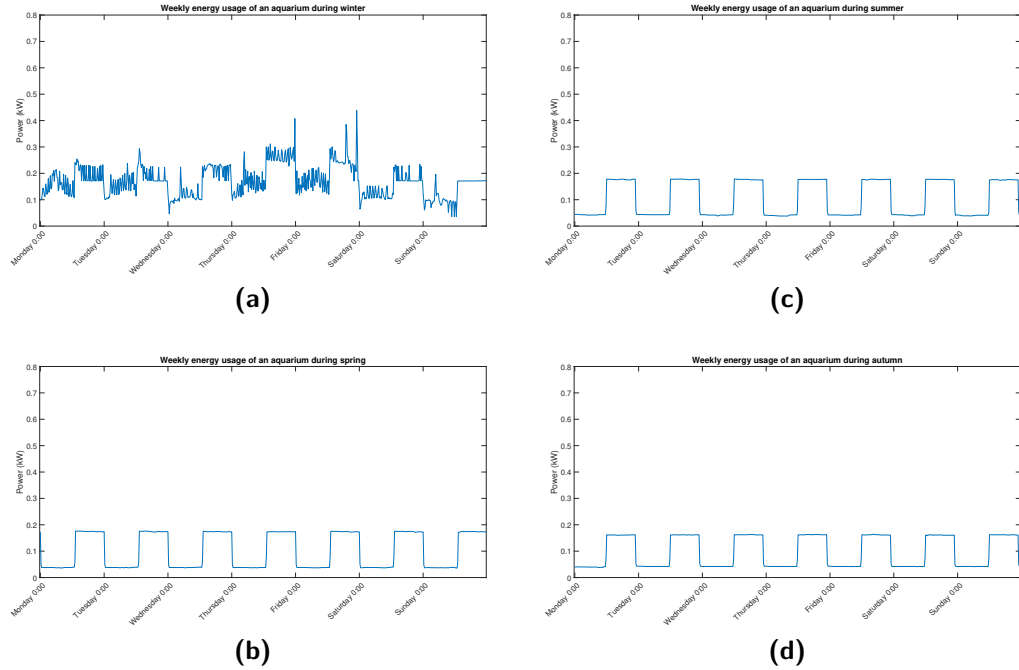 Weekly energy usage of an aquarium during winter
0.8
0.7
0.6
0.5
0.4
0.3
0.2
0.1
0
Power (kW)
Monday 0:00
Tuesday 0:00
Wednesday 0:00
Thursday 0:00
Friday 0:00
Saturday 0:00
Sunday 0:00
(a)
Weekly energy usage of an aquarium during summer
0.8
0.7
0.6
0.5
0.4
0.3
0.2
0.1
0
Power (kW)
Monday 0:00
Tuesday 0:00
Wednesday 0:00
Thursday 0:00
Friday 0:00
Saturday 0:00
Sunday 0:00
(c)
Weekly energy usage of an aquarium during spring
0.8
0.7
0.6
0.5
0.4
0.3
0.2
0.1
0
Power (kW)
Monday 0:00
Tuesday 0:00
Wednesday 0:00
Thursday 0:00
Friday 0:00
Saturday 0:00
Sunday 0:00
(b)
Weekly energy usage of an aquarium during autumn
0.8
0.7
0.6
0.5
0.4
0.3
0.2
0.1
0
Power (kW)
Monday 0:00
Tuesday 0:00
Wednesday 0:00
Thursday 0:00
Friday 0:00
Saturday 0:00
Sunday 0:00
(d)